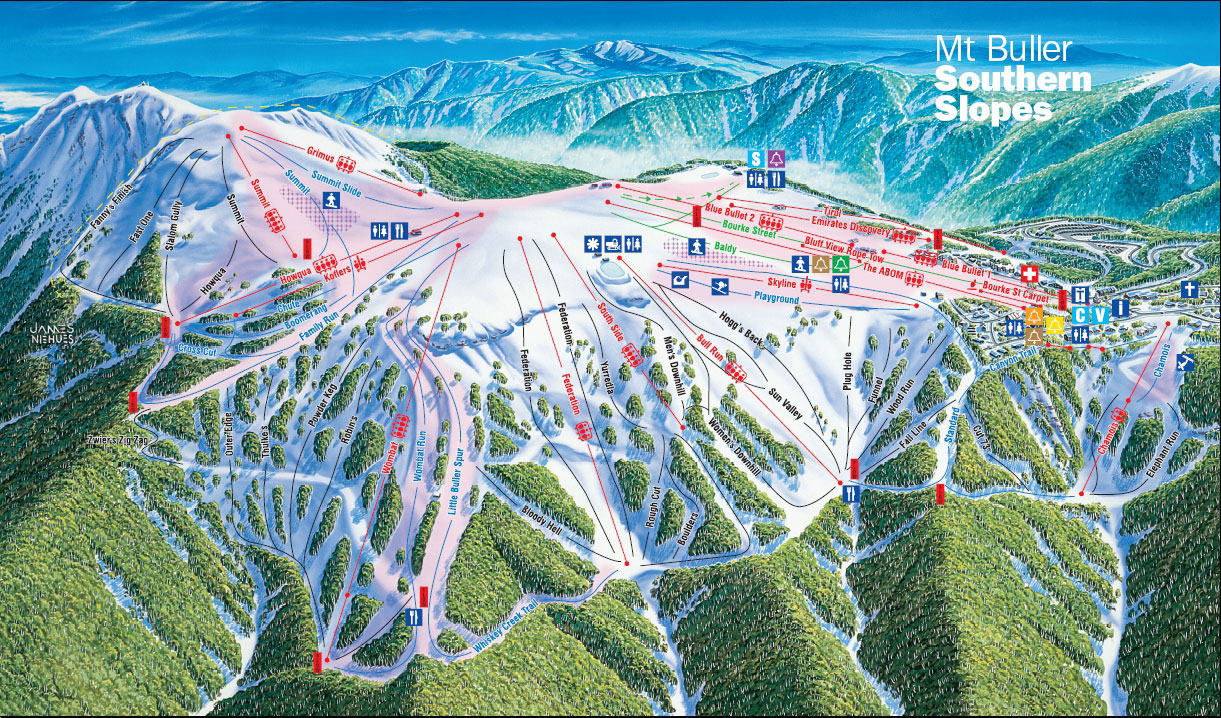 Mt Buller
Southern
Slopes
S
Grimus
Summit Slide
Summit
Summit
Summit
Fanny's Finish
Fast One
Slalom Gully
Howqua
Howqua
Koflers
Chute
Boomerang
Family Run
Cross Cut
JAMES
NIEHUES
Zwiers Zig Zag
Outer Edge
Powder Keg
Robin's
Wombat
Wombat Run
Little Buller Spur
Whiskey Creek Trail
Bloody Hell
Federation
Federation
Federation
Yurredla
South Side
Rough Cut
Boulders
Men's Downhill
Women's Downhill
Hogg's Back
Bull Run
Sun Valley
Plug Hole
Funnel
Wood Run
Fall Line
Standard
Blue Bullet 2
Bourke Street
Baldy
Tirol
Emirates Discovery
Bluff View Rope Tow
The ABOM
Skyline
Playground
Blue Bullet 1
Bourke St Carpet
C V
i
Chamois
Chamois
Elephant Run